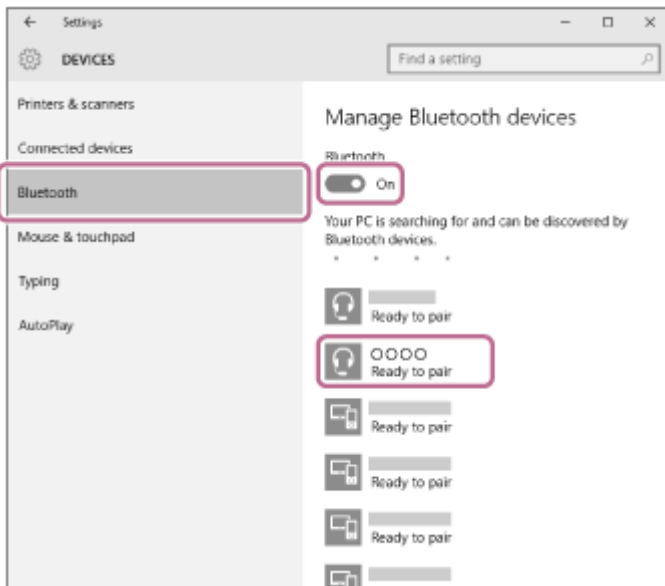 Settings
DEVICES
Find a setting
Printers & scanners
Connected devices
Bluetooth
Mouse & touchpad
Typing
AutoPlay
Manage Bluetooth devices
Bluetooth
On
Your PC is searching for and can be discovered by
Bluetooth devices.
Ready to pair
OOOO
Ready to pair
Ready to pair
Ready to pair
Ready to pair